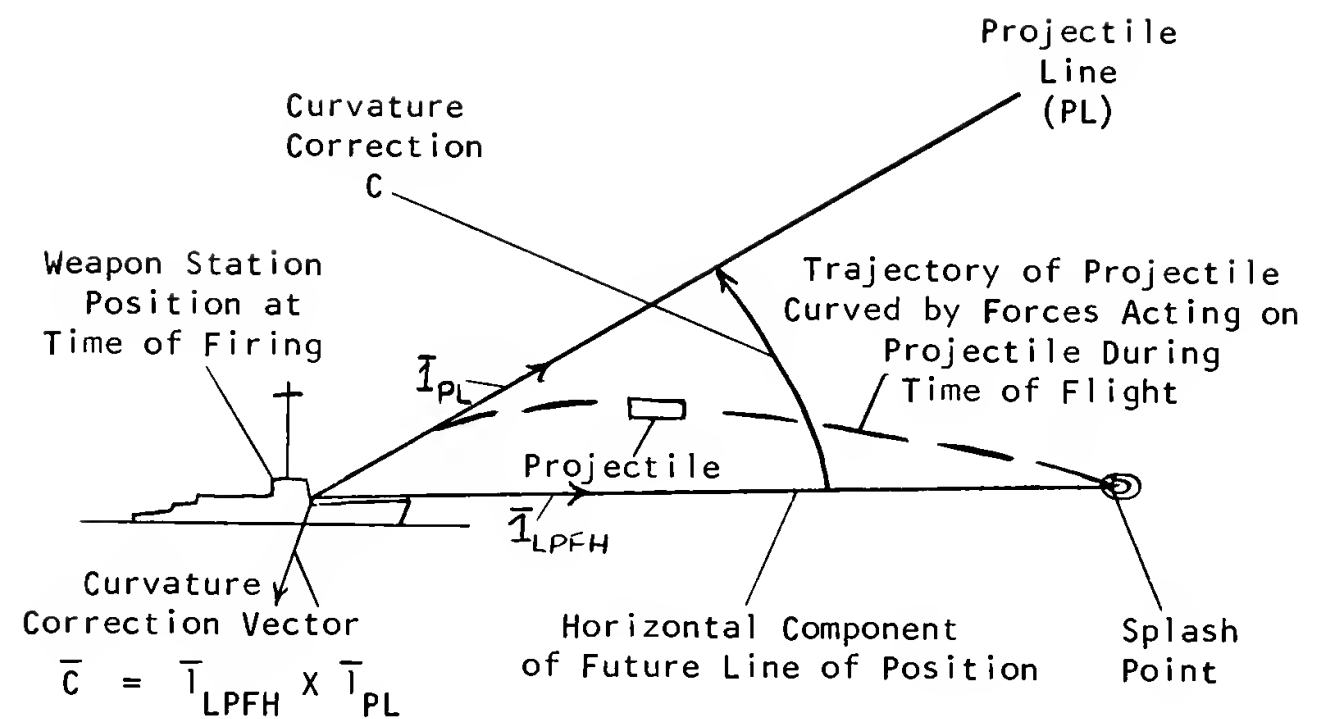 Projectile
Line
(PL)
Curvature
Correction
C
Weapon Station
Position at
Time of Firing
Trajectory of Projectile
Curved by Forces Acting on
Projectile During
Time of Flight
1̅PL
Projectile
1̅LPFH
Curvature
Correction Vector
C̅ = 1̅LPFH X 1̅PL
Horizontal Component
of Future Line of Position
Splash
Point